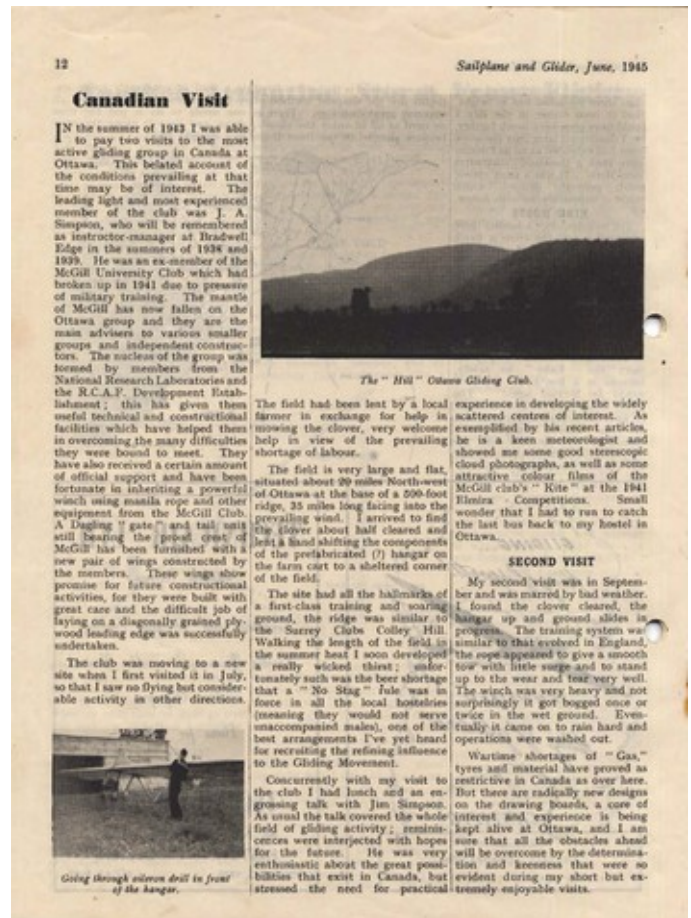 12
Sailplane and Glider, June, 1945
Canadian Visit
IN the summer of 1943 I was able
to pay two visits to the most
active gliding group in Canada at
Ottawa. This belated account of
the conditions prevailing at that
time may be of interest. The
leading light and most experienced
member of the club was J. A.
Simpson, who will be remembered
as instructor-manager at Bradwell
Edge in the summers of 1938 and
1939. He was an ex-member of the
McGill University Club which had
broken up in 1941 due to pressure
of military training. The mantle
of McGill has now fallen on the
Ottawa group and they are the
main advisers to various smaller
groups and independent construc-
tors. The nucleus of the group was
formed by members from the
National Research Laboratories and
the R.C.A.F. Development Estab-
lishment; this has given them
useful technical and constructional
facilities which have helped them
in overcoming the many difficulties
they were bound to meet. They
have also received a certain amount
of official support and have been
fortunate in inheriting a powerful
winch using manila rope and other
equipment from the McGill Club.
A Dagling "gate" and tail unit
still bearing the proud crest of
McGill has been furnished with a
new pair of wings constructed by
the members. These wings show
promise for future constructional
activities, for they were built with
great care and the difficult job of
laying on a diagonally grained ply-
wood leading edge was successfully
undertaken.
The club was moving to a new
site when I first visited it in July,
so that I saw no flying but consider-
able activity in other directions.
Going through aileron drill in front
of the hangar.
The "Hill" Ottawa Gliding Club.
The field had been lent by a local
farmer in exchange for help in
mowing the clover, very welcome
help in view of the prevailing
shortage of labour.
The field is very large and flat,
situated about 20 miles North-west
of Ottawa at the base of a 500-foot
ridge, 35 miles long facing into the
prevailing wind. I arrived to find
the clover about half cleared and
lent a hand shifting the components
of the prefabricated (?) hangar on
the farm cart to a sheltered corner
of the field.
The site had all the hallmarks of
a first-class training and soaring
ground, the ridge was similar to
the Surrey Clubs Colley Hill.
Walking the length of the field in
the summer heat I soon developed
a really wicked thirst; unfor-
tunately such was the beer shortage
that a "No Stag" rule was in
force in all the local hostelries
(meaning they would not serve
unaccompanied males), one of the
best arrangements I've yet heard
for recruiting the refining influence
to the Gliding Movement.
Concurrently with my visit to
the club I had lunch and an en-
grossing talk with Jim Simpson.
As usual the talk covered the whole
field of gliding activity; reminis-
cences were interjected with hopes
for the future. He was very
enthusiastic about the great possi-
bilities that exist in Canada, but
stressed the need for practical
experience in developing the widely
scattered centres of interest. As
exemplified by his recent articles,
he is a keen meteorologist and
showed me some good stereoscopic
cloud photographs, as well as some
attractive colour films of the
McGill club's "Kite" at the 1941
Elmira Competitions. Small
wonder that I had to run to catch
the last bus back to my hostel in
Ottawa.
SECOND VISIT
My second visit was in Septem-
ber and was marred by bad weather.
I found the clover cleared, the
hangar up and ground slides in
progress. The training system was
similar to that evolved in England,
the rope appeared to give a smooth
tow with little surge and to stand
up to the wear and tear very well.
The winch was very heavy and not
surprisingly it got bogged once or
twice in the wet ground. Even-
tually it came on to rain hard and
operations were washed out.
Wartime shortages of "Gas,"
tyres and material have proved as
restrictive in Canada as over here.
But there are radically new designs
on the drawing boards, a core of
interest and experience is being
kept alive at Ottawa, and I am
sure that all the obstacles ahead
will be overcome by the determina-
tion and keenness that were so
evident during my short but ex-
tremely enjoyable visits.